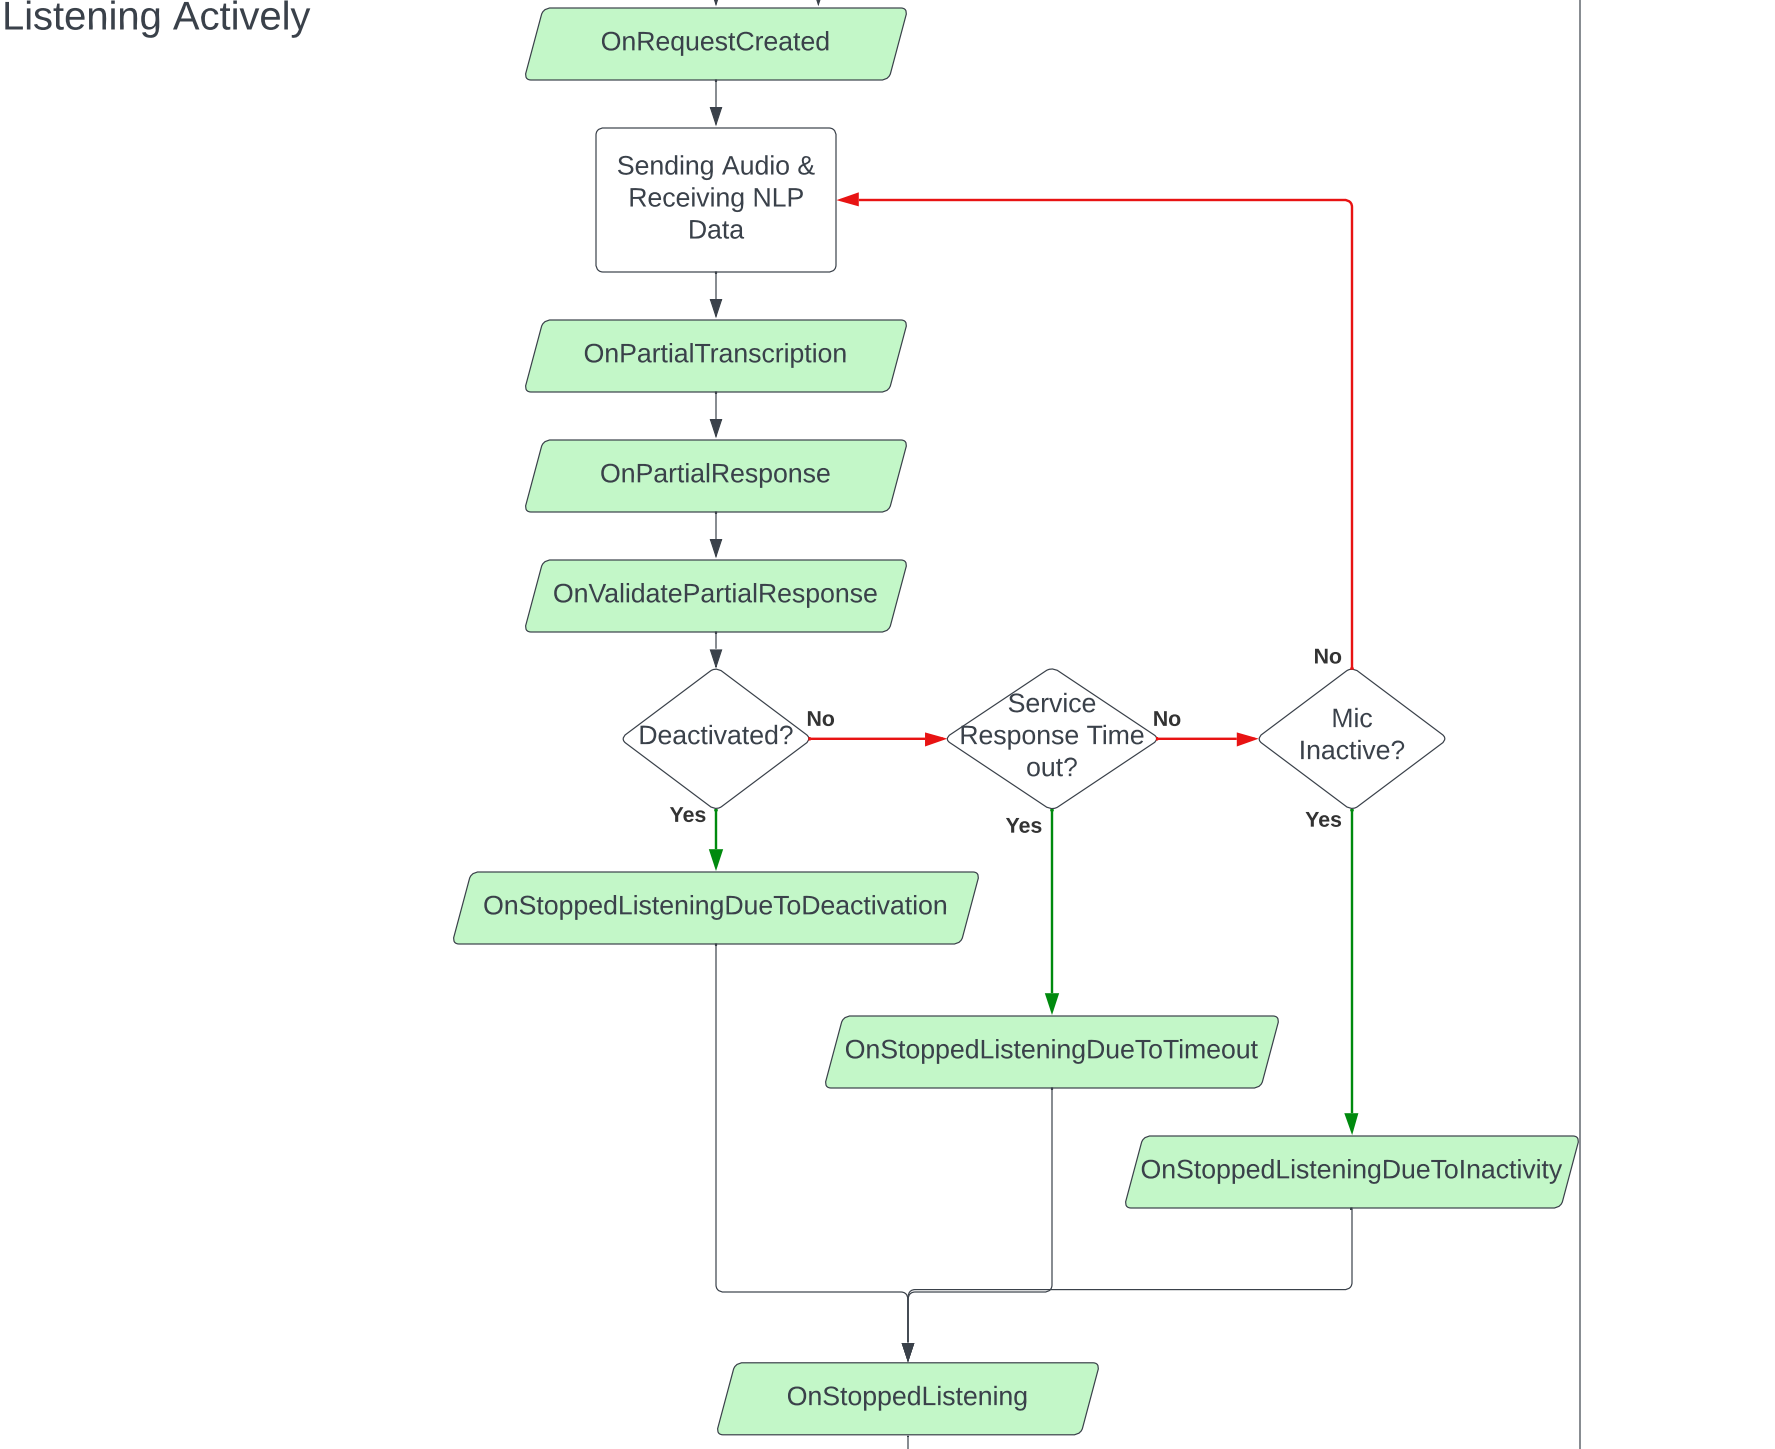 Listening Actively
OnRequestCreated
Sending Audio &
Receiving NLP
Data
OnPartialTranscription
OnPartialResponse
OnValidatePartialResponse
Deactivated?
No
Yes
Service
Response Time
out?
No
Yes
Mic
Inactive?
No
Yes
OnStoppedListeningDueToDeactivation
OnStoppedListeningDueToTimeout
OnStoppedListeningDueToInactivity
OnStoppedListening